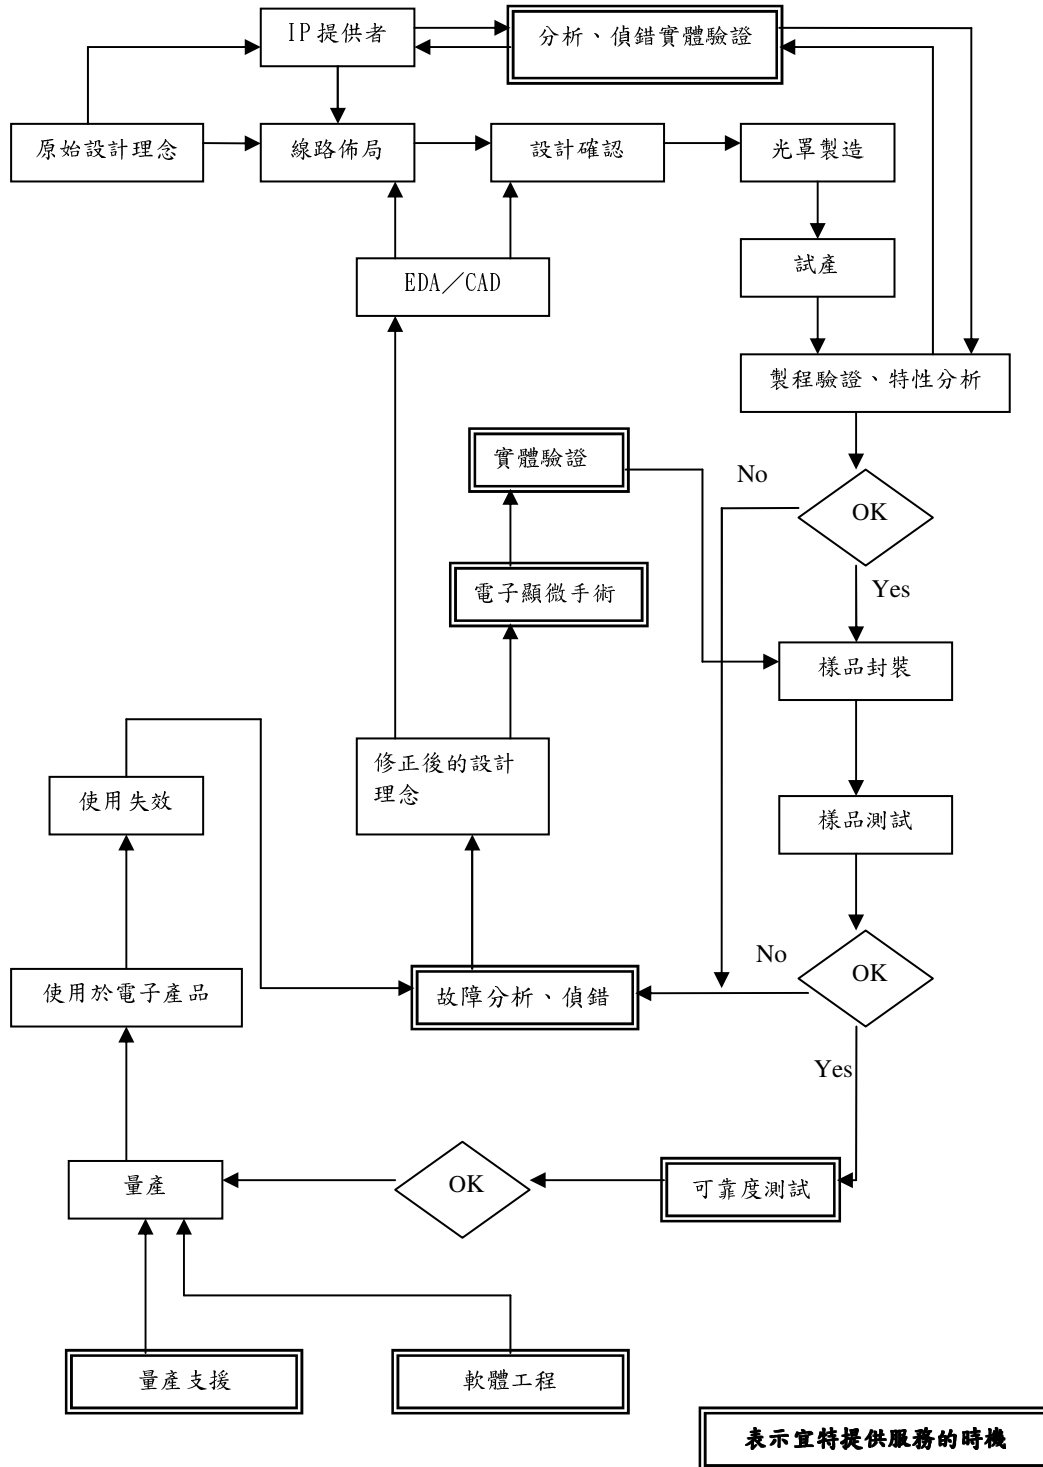 IP提供者
分析、偵錯實體驗證
原始設計理念
線路佈局
設計確認
光罩製造
試產
EDA／CAD
製程驗證、特性分析
實體驗證
No
OK
電子顯微手術
Yes
樣品封裝
修正後的設計
理念
使用失效
樣品測試
No
OK
使用於電子產品
故障分析、偵錯
Yes
量產
OK
可靠度測試
量產支援
軟體工程
表示宜特提供服務的時機